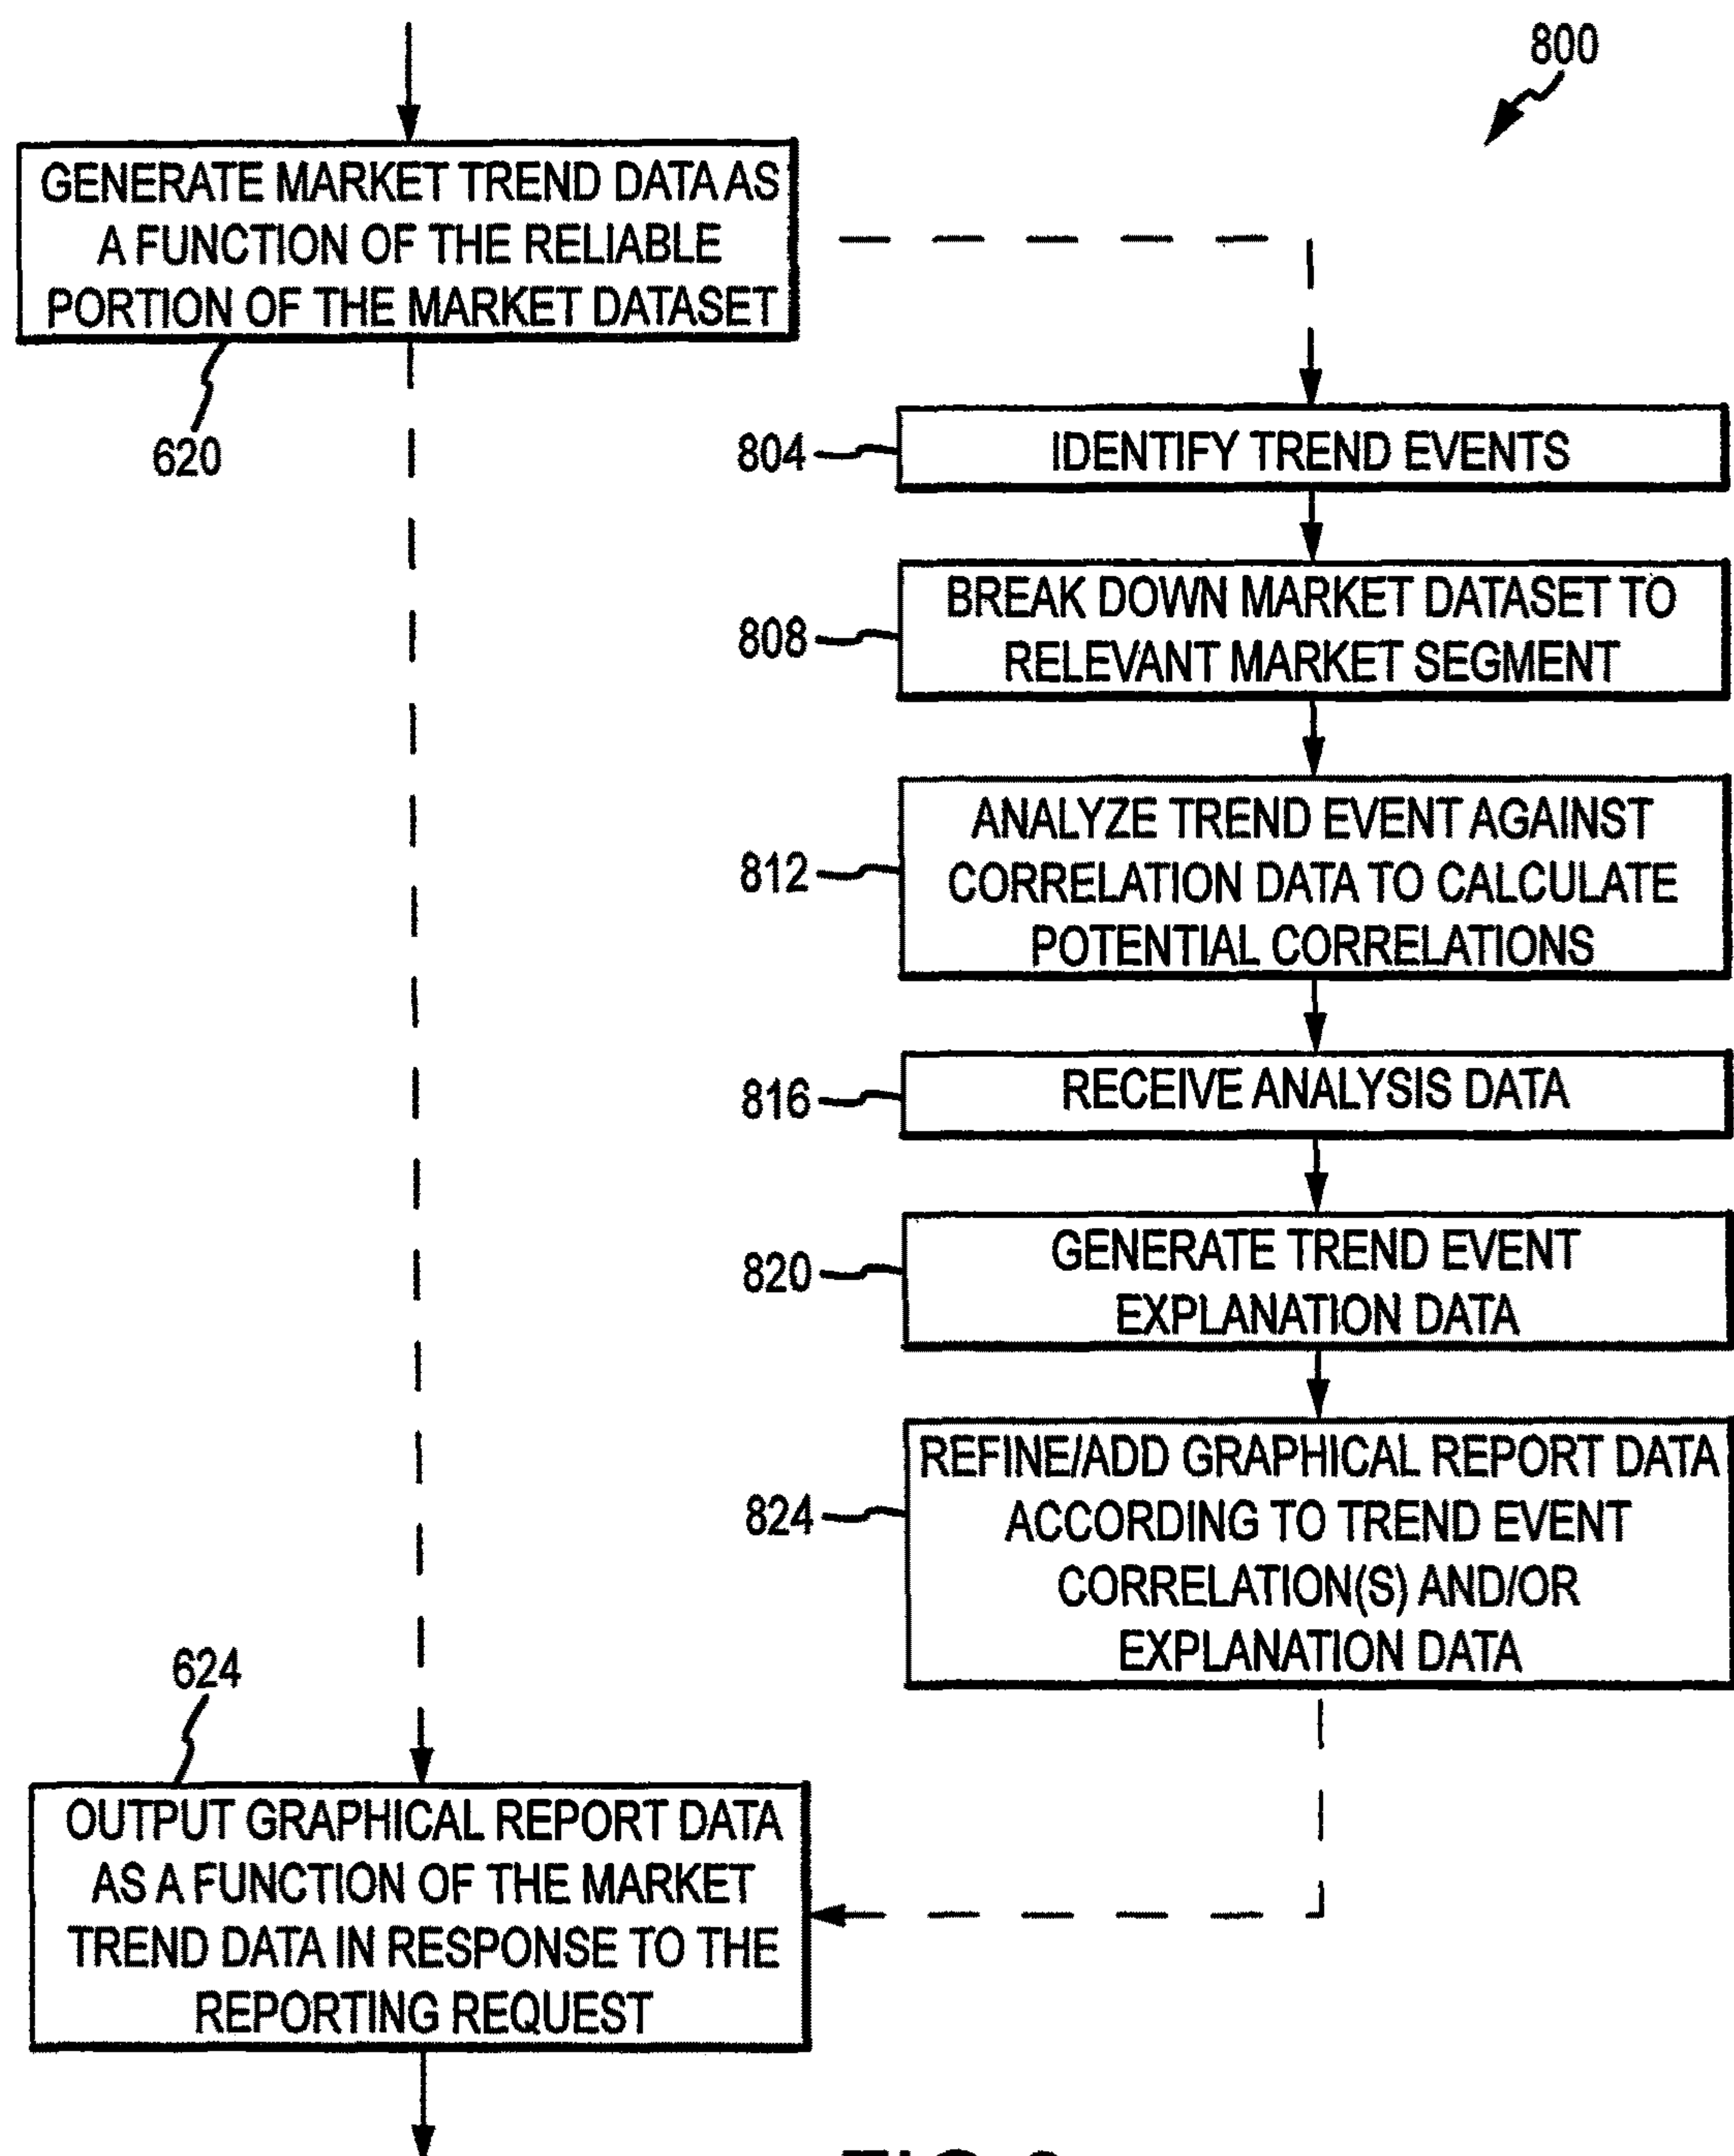 800
GENERATE MARKET TREND DATA AS
A FUNCTION OF THE RELIABLE
PORTION OF THE MARKET DATASET
620
804
IDENTIFY TREND EVENTS
808
BREAK DOWN MARKET DATASET TO
RELEVANT MARKET SEGMENT
812
ANALYZE TREND EVENT AGAINST
CORRELATION DATA TO CALCULATE
POTENTIAL CORRELATIONS
816
RECEIVE ANALYSIS DATA
820
GENERATE TREND EVENT
EXPLANATION DATA
824
REFINE/ADD GRAPHICAL REPORT DATA
ACCORDING TO TREND EVENT
CORRELATION(S) AND/OR
EXPLANATION DATA
624
OUTPUT GRAPHICAL REPORT DATA
AS A FUNCTION OF THE MARKET
TREND DATA IN RESPONSE TO THE
REPORTING REQUEST